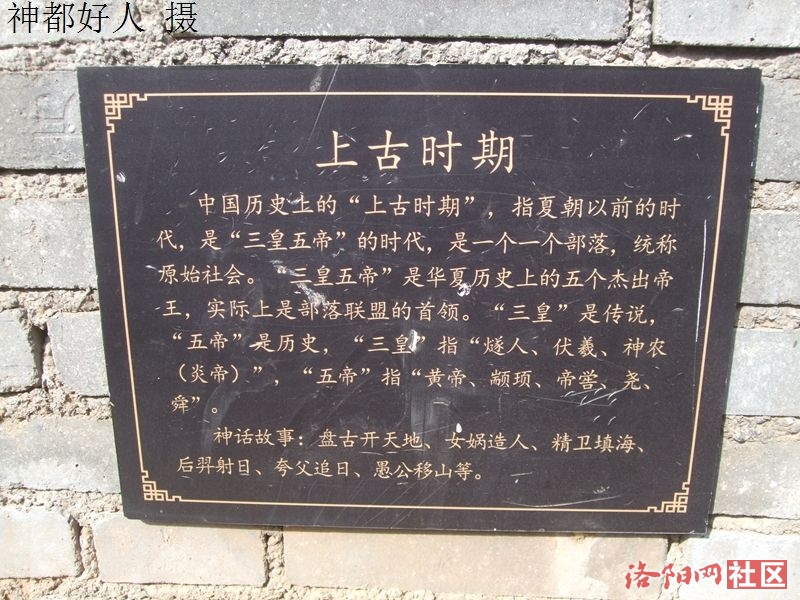 神都好人 摄
上古时期
中国历史上的“上古时期”，指夏朝以前的时
代，是“三皇五帝”的时代，是一个一个部落，统称
原始社会。“三皇五帝”是华夏历史上的五个杰出帝
王，实际上是部落联盟的首领。“三皇”是传说，
“五帝”是历史，“三皇”指“燧人、伏羲、神农
（炎帝）”，“五帝”指“黄帝、颛顼、帝喾、尧、
舜”。
神话故事：盘古开天地、女娲造人、精卫填海、
后羿射日、夸父追日、愚公移山等。
洛阳网社区